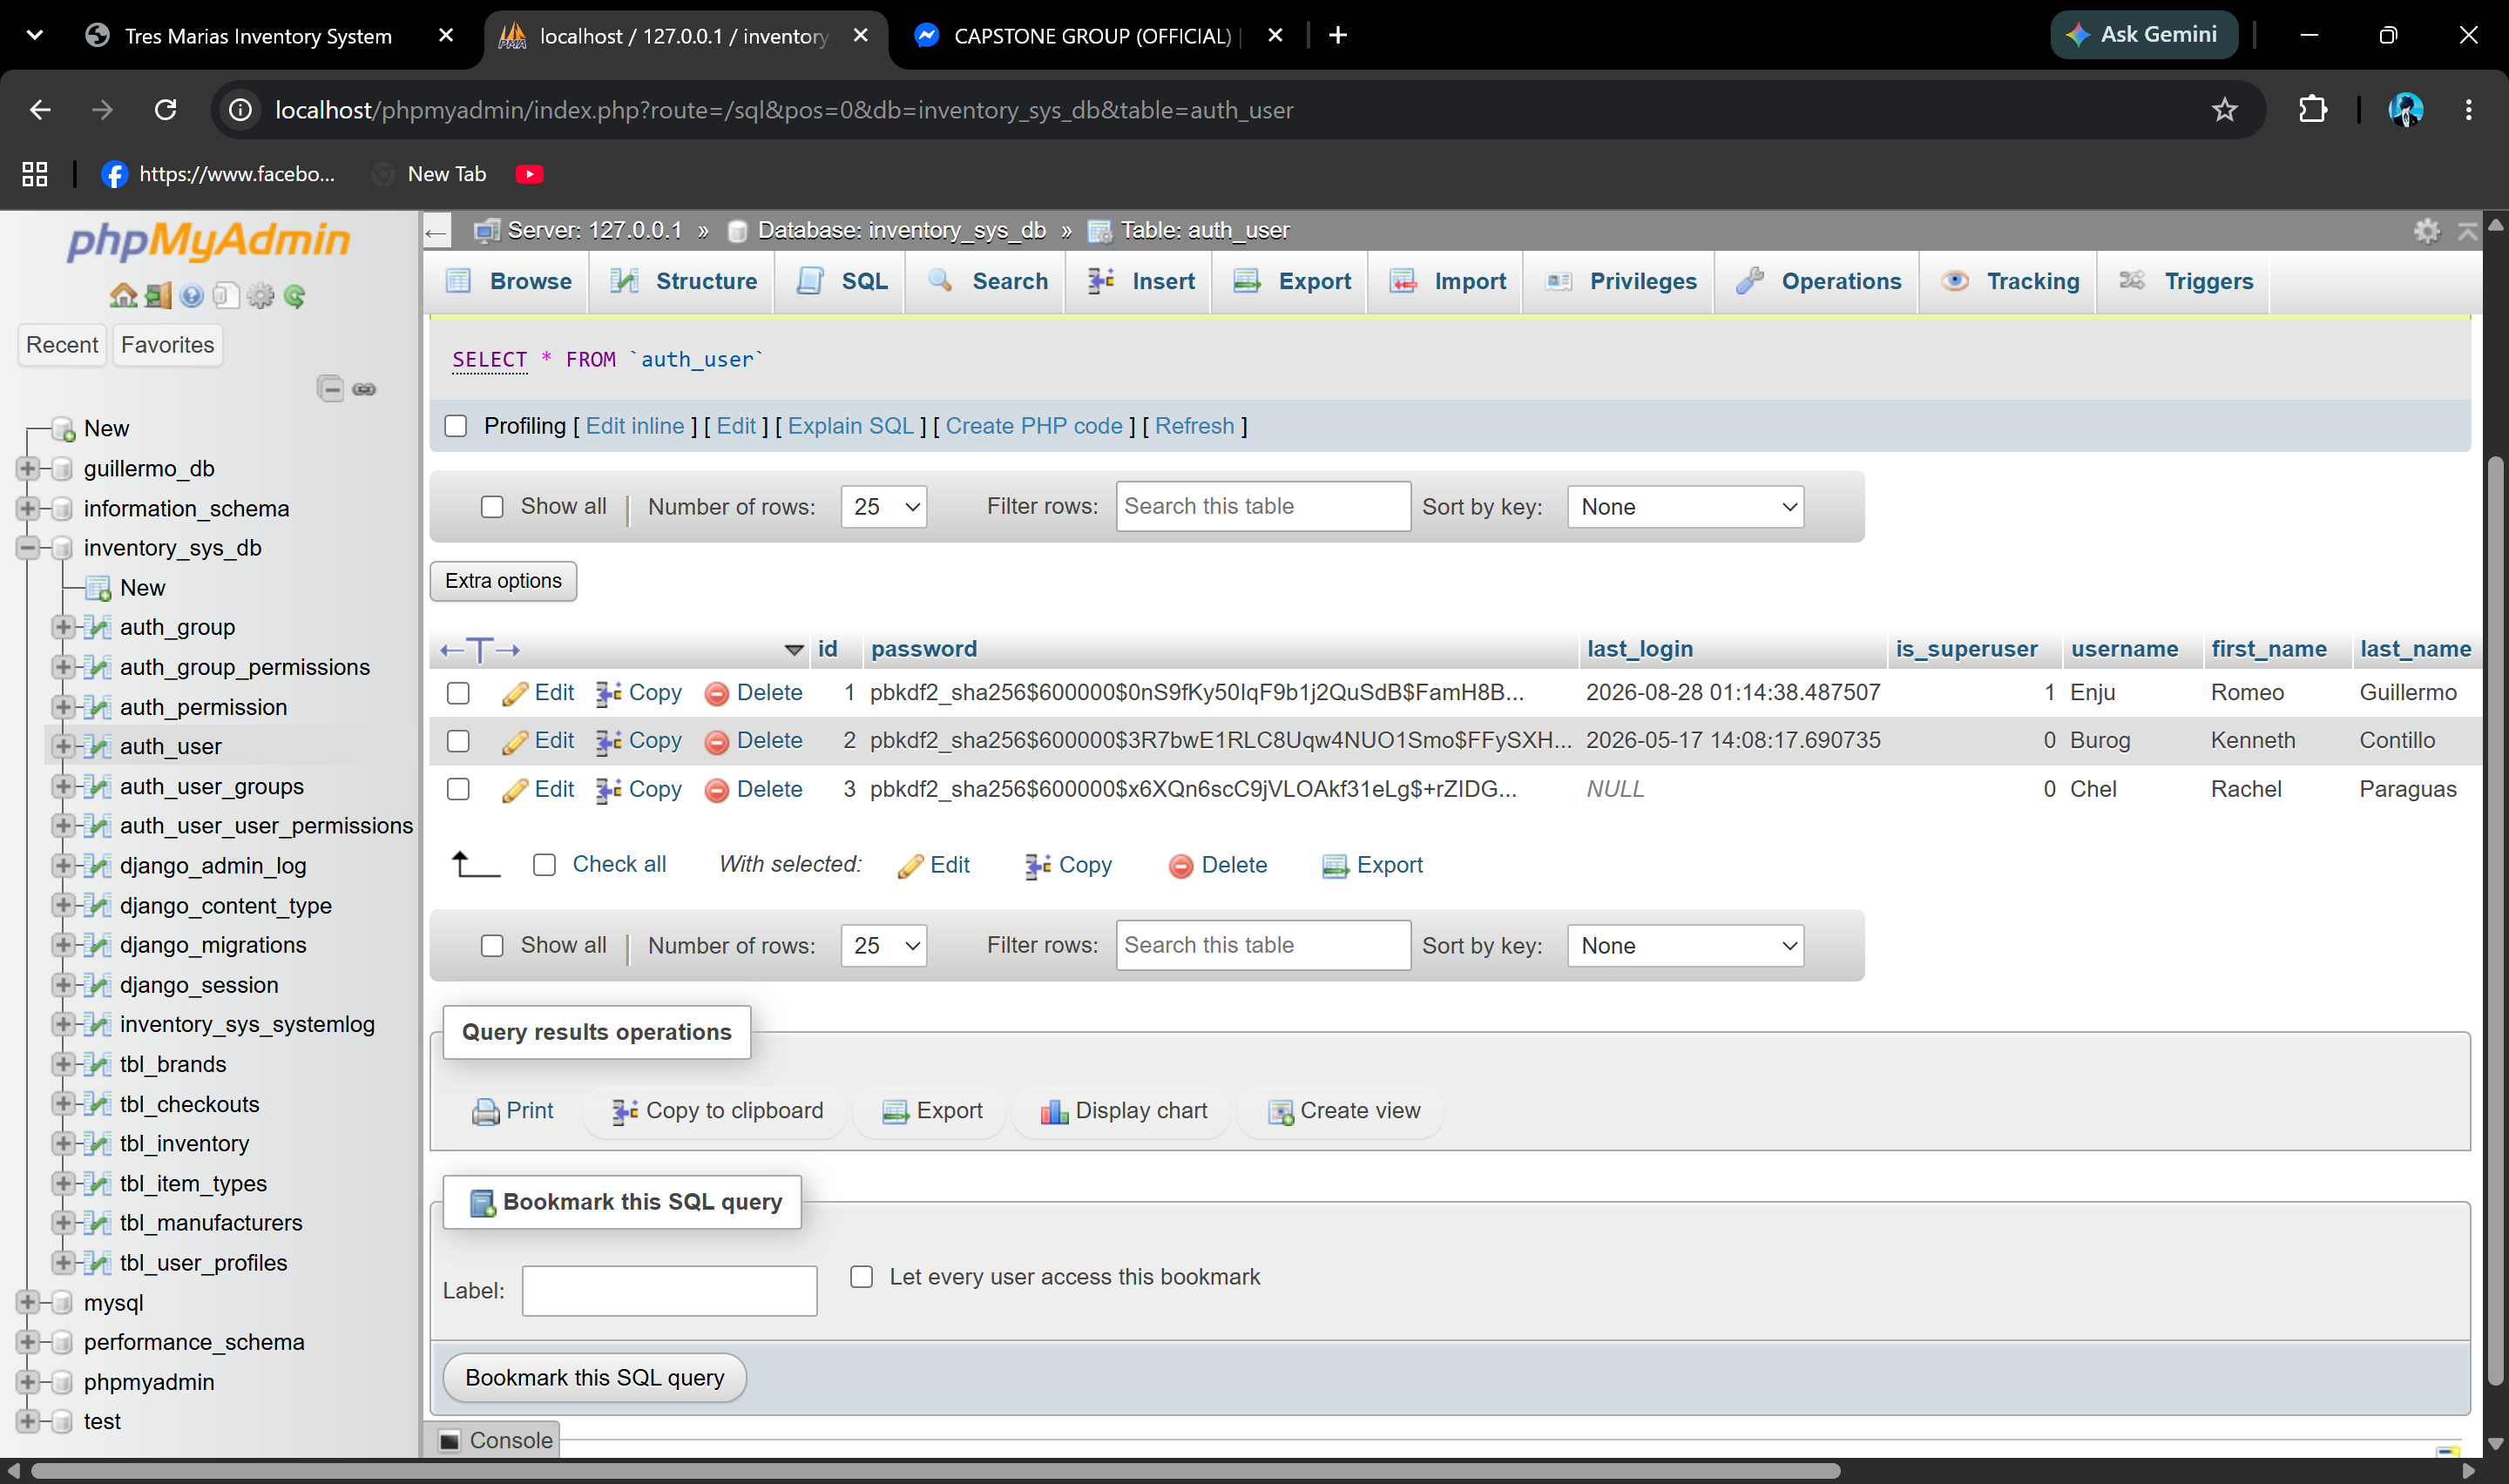 Tres Marias Inventory System
localhost / 127.0.0.1 / inventory
CAPSTONE GROUP (OFFICIAL) |
Ask Gemini
localhost/phpmyadmin/index.php?route=/sql&pos=0&db=inventory_sys_db&table=auth_user
https://www.facebo...
New Tab
phpMyAdmin
Recent
Favorites
New
guillermo_db
information_schema
inventory_sys_db
New
auth_group
auth_group_permissions
auth_permission
auth_user
auth_user_groups
auth_user_user_permissions
django_admin_log
django_content_type
django_migrations
django_session
inventory_sys_systemlog
tbl_brands
tbl_checkouts
tbl_inventory
tbl_item_types
tbl_manufacturers
tbl_user_profiles
mysql
performance_schema
phpmyadmin
test
Server: 127.0.0.1 » Database: inventory_sys_db » Table: auth_user
Browse Structure SQL Search Insert Export Import Privileges Operations Tracking Triggers
SELECT * FROM `auth_user`
Profiling [ Edit inline ] [ Edit ] [ Explain SQL ] [ Create PHP code ] [ Refresh ]
Show all | Number of rows: 25 Filter rows: Search this table Sort by key: None
Extra options
←T→ id password last_login is_superuser username first_name last_name
Edit Copy Delete 1 pbkdf2_sha256$600000$0nS9fKy50IqF9b1j2QuSdB$FamH8B... 2026-08-28 01:14:38.487507 1 Enju Romeo Guillermo
Edit Copy Delete 2 pbkdf2_sha256$600000$3R7bwE1RLC8Uqw4NUO1Smo$FFySXH... 2026-05-17 14:08:17.690735 0 Burog Kenneth Contillo
Edit Copy Delete 3 pbkdf2_sha256$600000$x6XQn6scC9jVLOAkf31eLg$+rZIDG... NULL 0 Chel Rachel Paraguas
Check all With selected: Edit Copy Delete Export
Show all | Number of rows: 25 Filter rows: Search this table Sort by key: None
Query results operations
Print Copy to clipboard Export Display chart Create view
Bookmark this SQL query
Label: Let every user access this bookmark
Bookmark this SQL query
Console